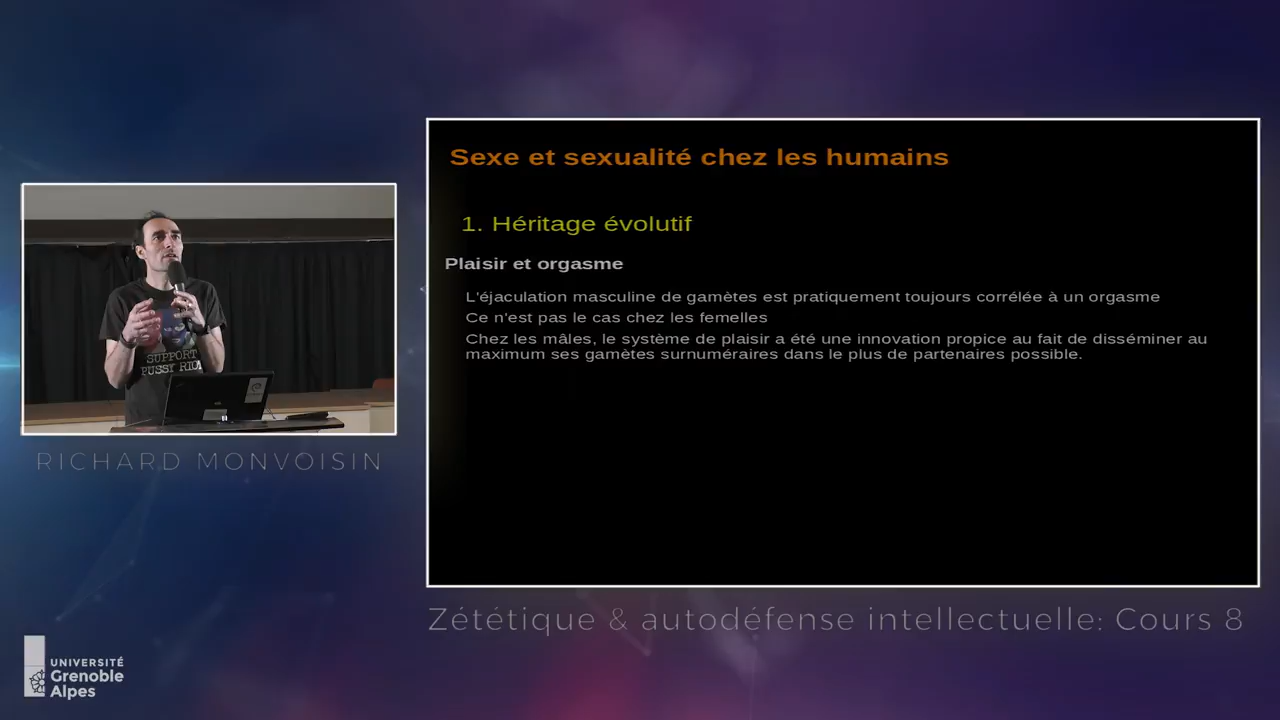 Sexe et sexualité chez les humains
1. Héritage évolutif
Plaisir et orgasme
L'éjaculation masculine de gamètes est pratiquement toujours corrélée à un orgasme
Ce n'est pas le cas chez les femelles
Chez les mâles, le système de plaisir a été une innovation propice au fait de disséminer au
maximum ses gamètes surnuméraires dans le plus de partenaires possible.
SUPPORT
PUSSY RIOT
RICHARD MONVOISIN
Zététique & autodéfense intellectuelle: Cours 8
UNIVERSITÉ
Grenoble
Alpes